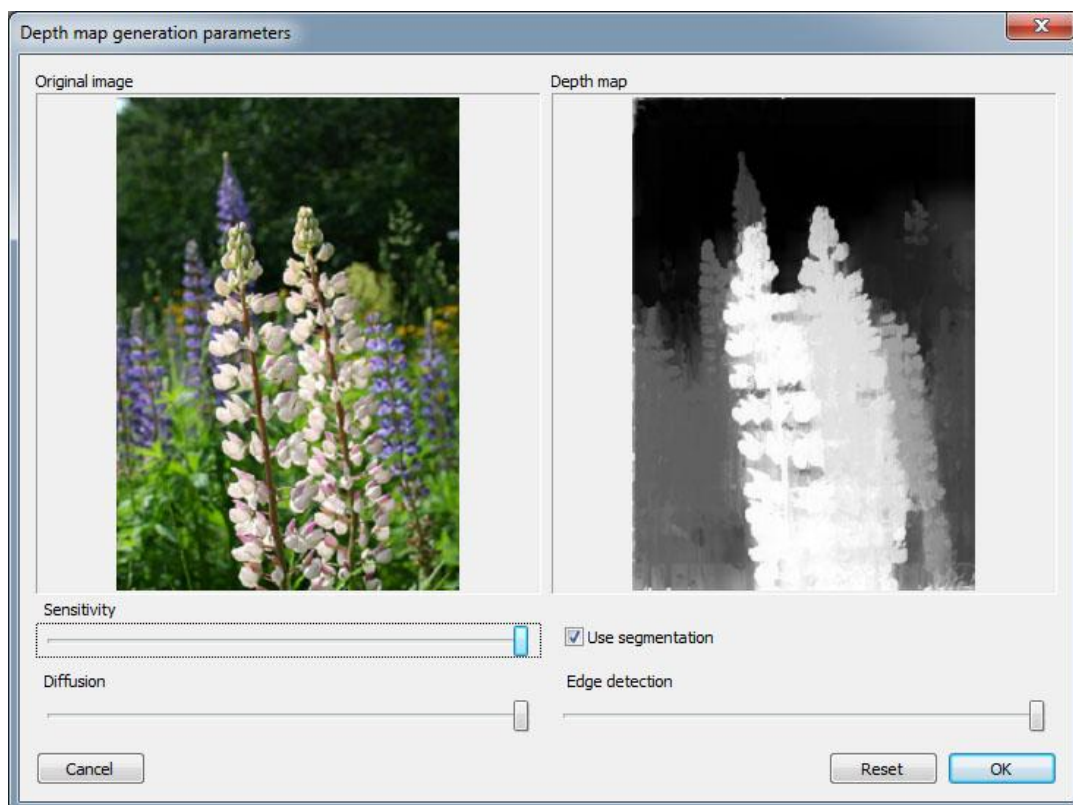 Depth map generation parameters
Original image
Depth map
Sensitivity
Use segmentation
Diffusion
Edge detection
Cancel
Reset
OK